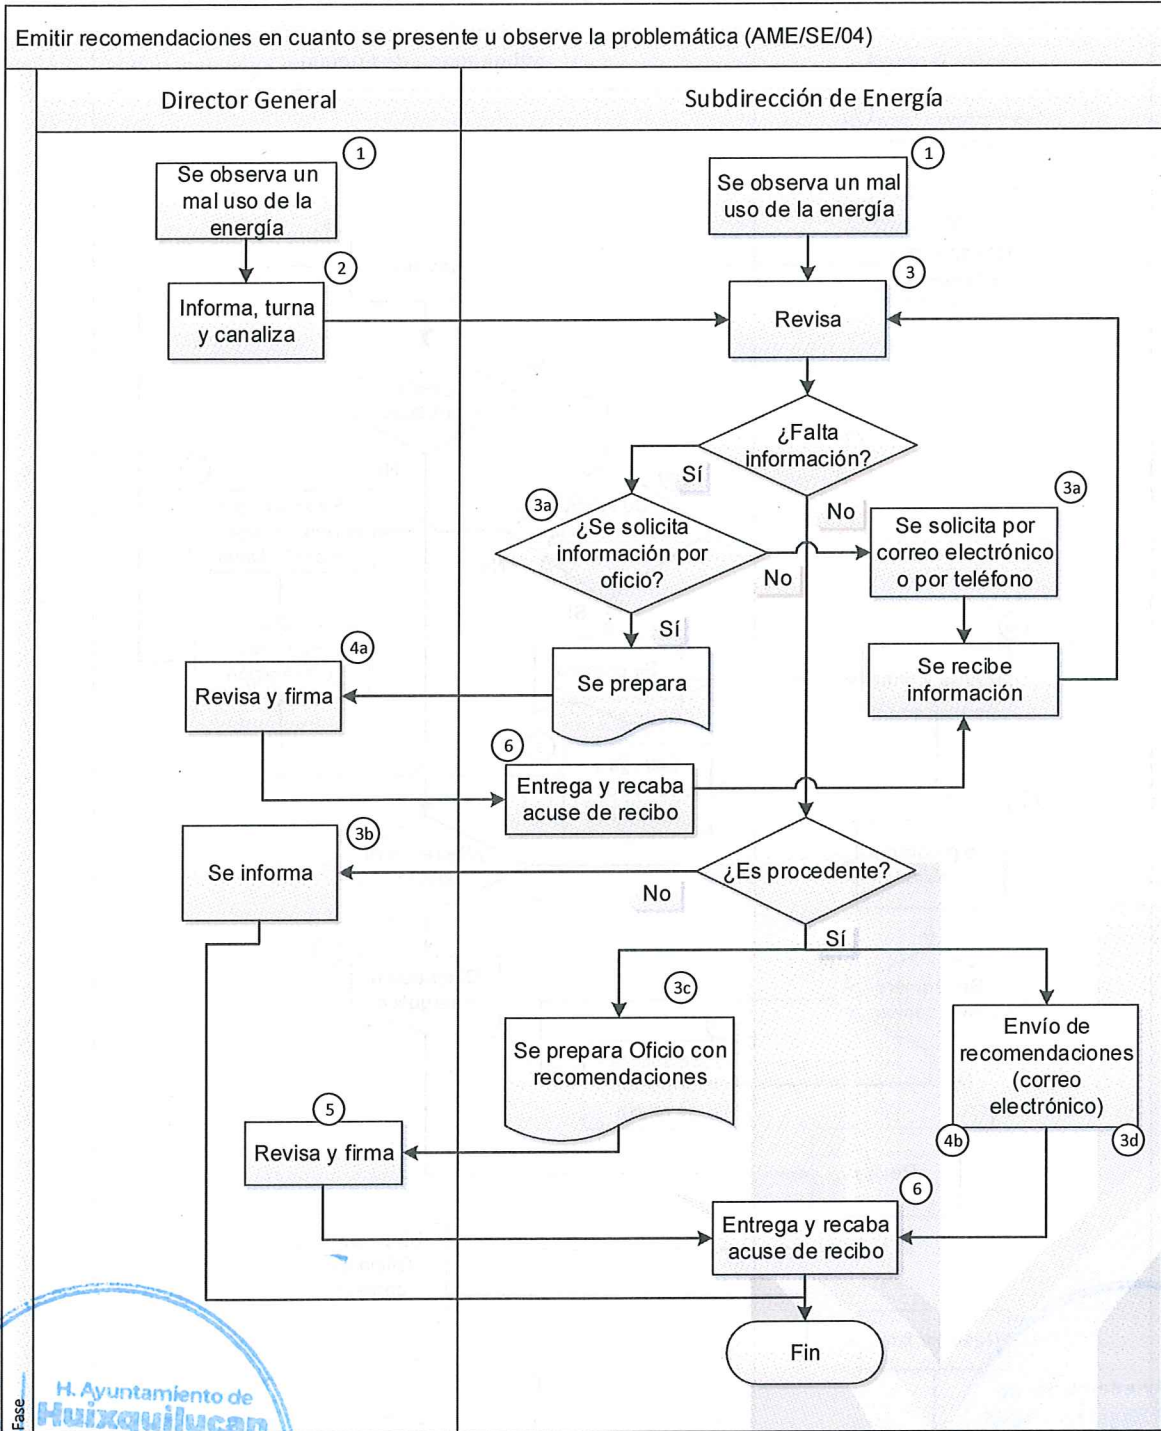 Emitir recomendaciones en cuanto se presente u observe la problemática (AME/SE/04)
Director General
Subdirección de Energía
1
Se observa un
mal uso de la
energía
1
Se observa un mal
uso de la energía
2
Informa, turna
y canaliza
3
Revisa
¿Falta
información?
Sí
No
3a
¿Se solicita
información por
oficio?
No
Sí
3a
Se solicita por
correo electrónico
o por teléfono
Se recibe
información
Se prepara
4a
Revisa y firma
6
Entrega y recaba
acuse de recibo
3b
Se informa
¿Es procedente?
No
Sí
3c
Se prepara Oficio con
recomendaciones
Envío de
recomendaciones
(correo
electrónico)
4b
3d
5
Revisa y firma
6
Entrega y recaba
acuse de recibo
Fin
Fase
H. Ayuntamiento de
Huixquilucan